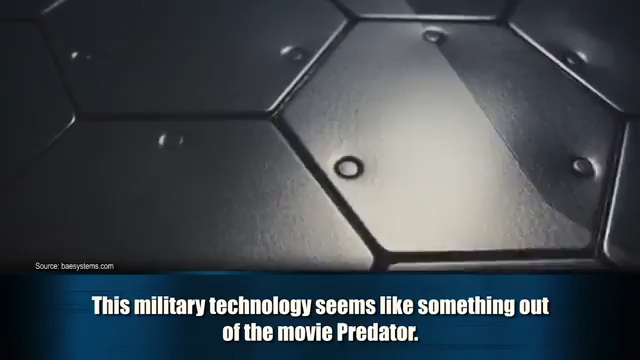 Source: baesystems.com
This military technology seems like something out
of the movie Predator.